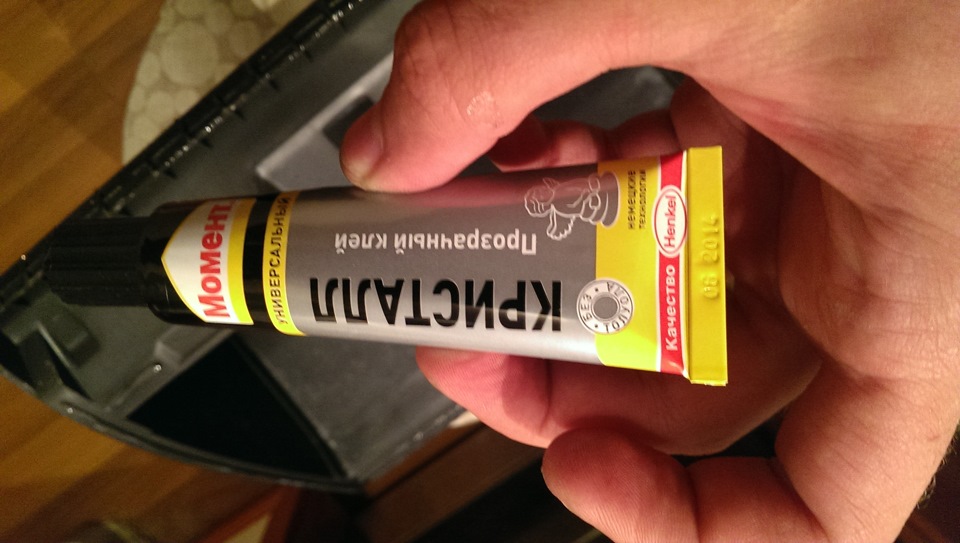 Момент
УНИВЕРСАЛЬНЫЙ
КРИСТАЛЛ
Прозрачный клей
БЕЗ ТОЛУОЛА
НЕМЕЦКИЕ
ТЕХНОЛОГИИ
Качество Henkel
06 2014